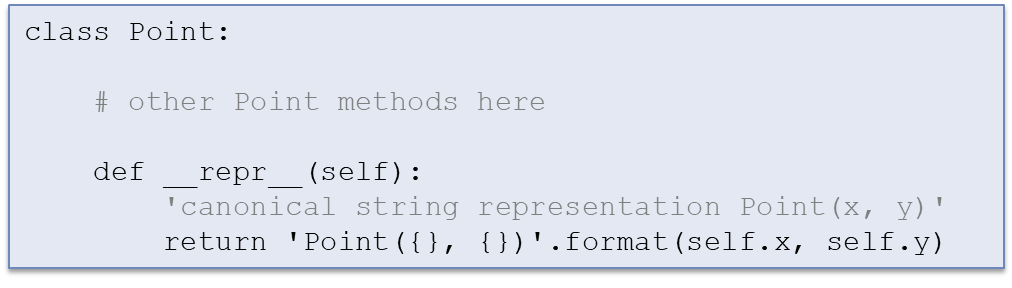 class Point:
# other Point methods here
def __repr__(self):
'canonical string representation Point(x, y)'
return 'Point({}, {})'.format(self.x, self.y)